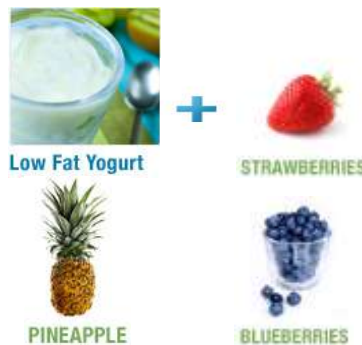 Low Fat Yogurt
STRAWBERRIES
PINEAPPLE
BLUEBERRIES